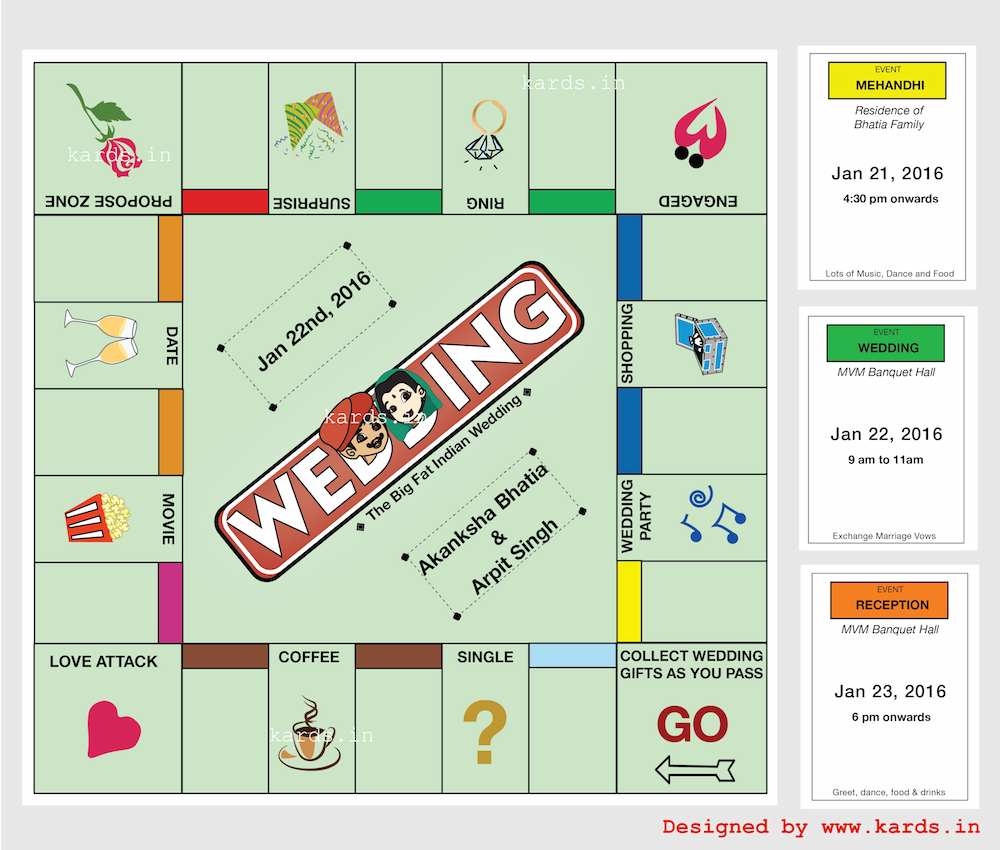 kards.in
kards.in
PROPOSE ZONE
SURPRISE
RING
ENGAGED
DATE
MOVIE
SHOPPING
WEDDING
PARTY
Jan 22nd, 2016
WEDDING
kards.in
The Big Fat Indian Wedding
Akanksha Bhatia
&
Arpit Singh
LOVE ATTACK
COFFEE
kards.in
SINGLE
?
COLLECT WEDDING
GIFTS AS YOU PASS
GO
EVENT
MEHANDHI
Residence of
Bhatia Family
Jan 21, 2016
4:30 pm onwards
Lots of Music, Dance and Food
EVENT
WEDDING
MVM Banquet Hall
Jan 22, 2016
9 am to 11am
Exchange Marriage Vows
EVENT
RECEPTION
MVM Banquet Hall
Jan 23, 2016
6 pm onwards
Greet, dance, food & drinks
Designed by www.kards.in